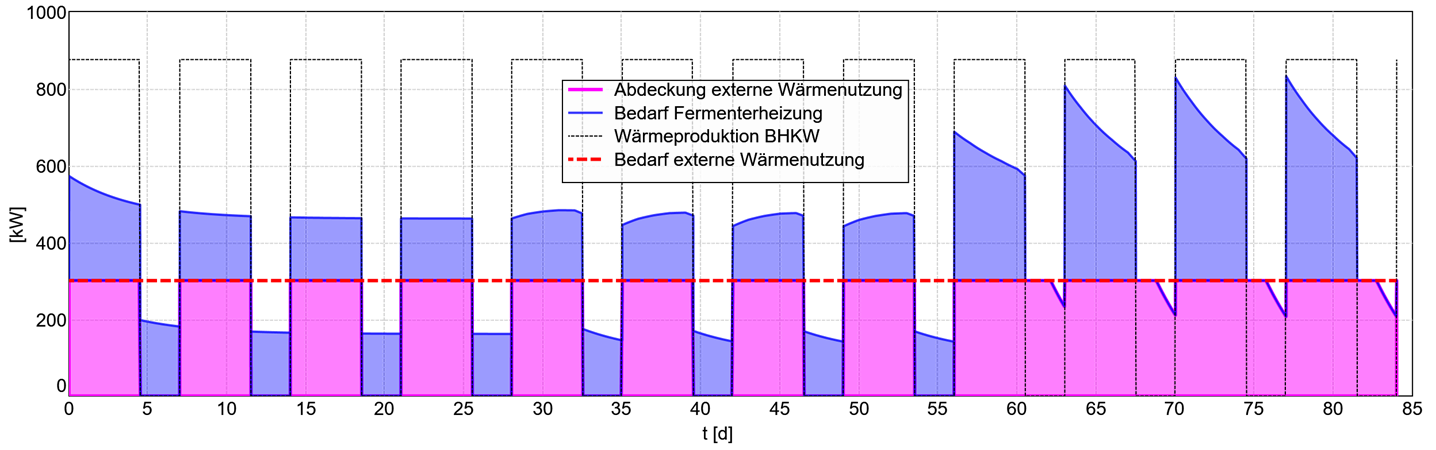 1000
800
600
400
200
0
[kW]
Abdeckung externe Wärmenutzung
Bedarf Fermenterheizung
Wärmeproduktion BHKW
Bedarf externe Wärmenutzung
0 5 10 15 20 25 30 35 40 45 50 55 60 65 70 75 80 85
t [d]